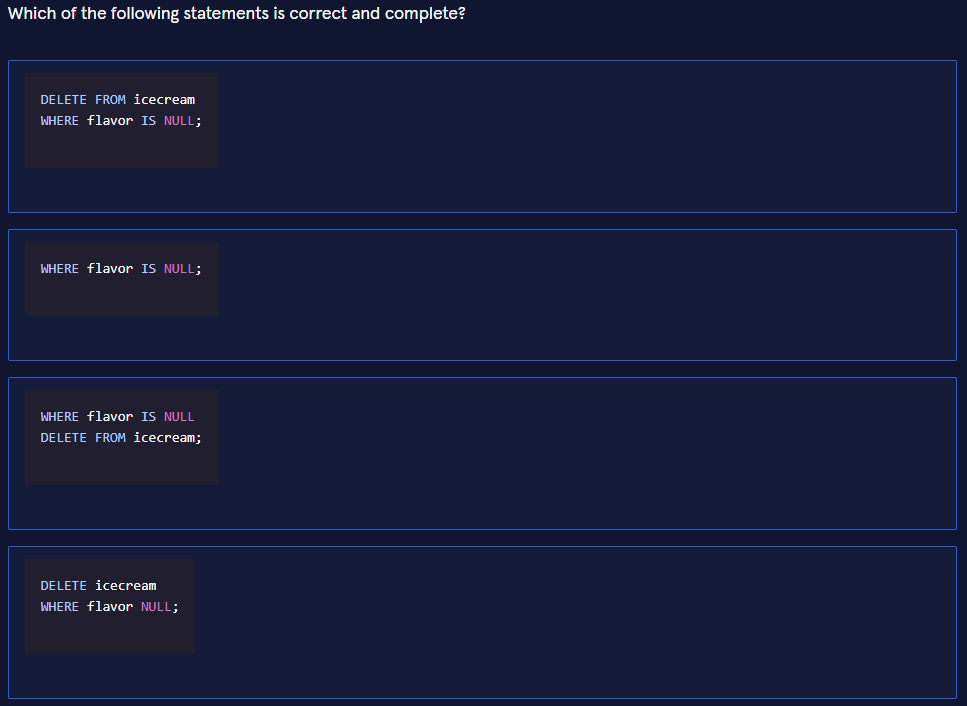 Which of the following statements is correct and complete?
DELETE FROM icecream
WHERE flavor IS NULL;
WHERE flavor IS NULL;
WHERE flavor IS NULL
DELETE FROM icecream;
DELETE icecream
WHERE flavor NULL;